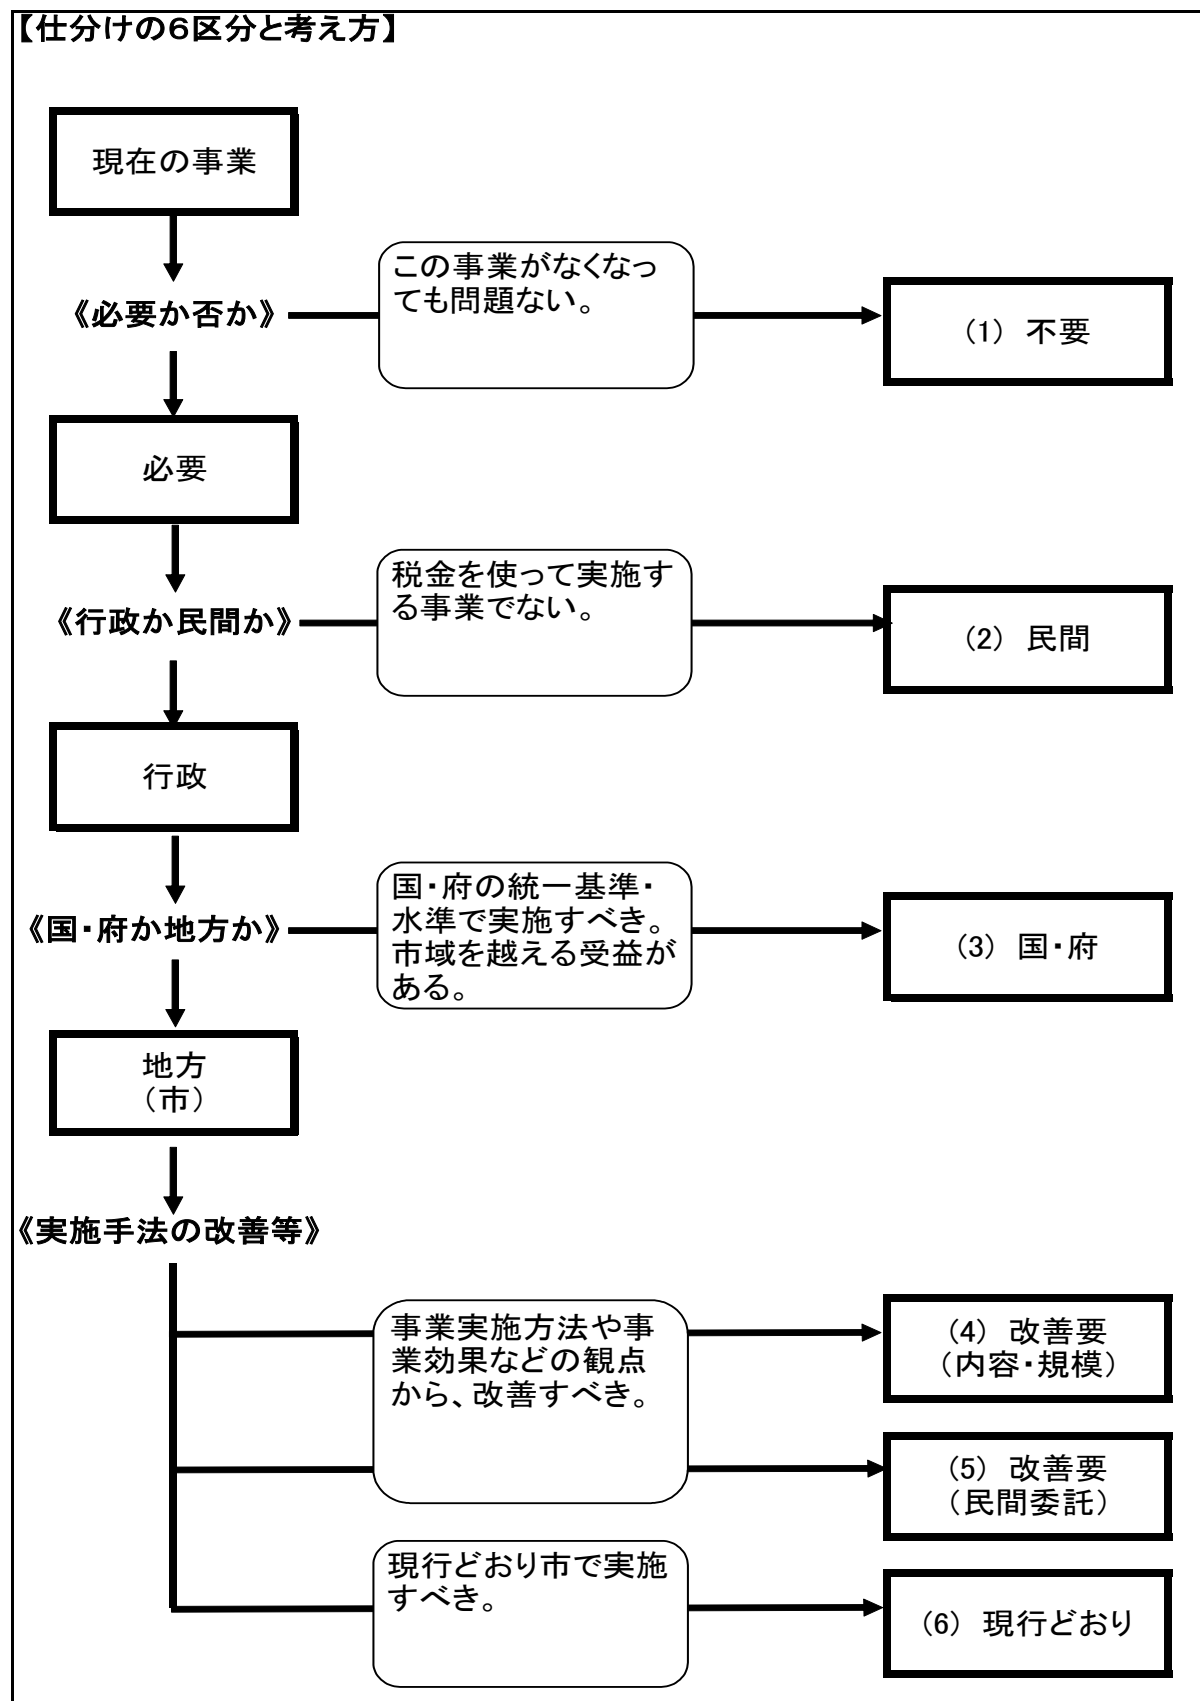 【仕分けの６区分と考え方】
現在の事業
この事業がなくなっ
ても問題ない。
《必要か否か》
（1） 不要
必要
税金を使って実施す
る事業でない。
《行政か民間か》
（2） 民間
行政
国・府の統一基準・
水準で実施すべき。
市域を越える受益が
ある。
《国・府か地方か》
（3） 国・府
地方
（市）
《実施手法の改善等》
事業実施方法や事
業効果などの観点
から、改善すべき。
（4） 改善要
（内容・規模）
（5） 改善要
（民間委託）
現行どおり市で実施
すべき。
（6） 現行どおり